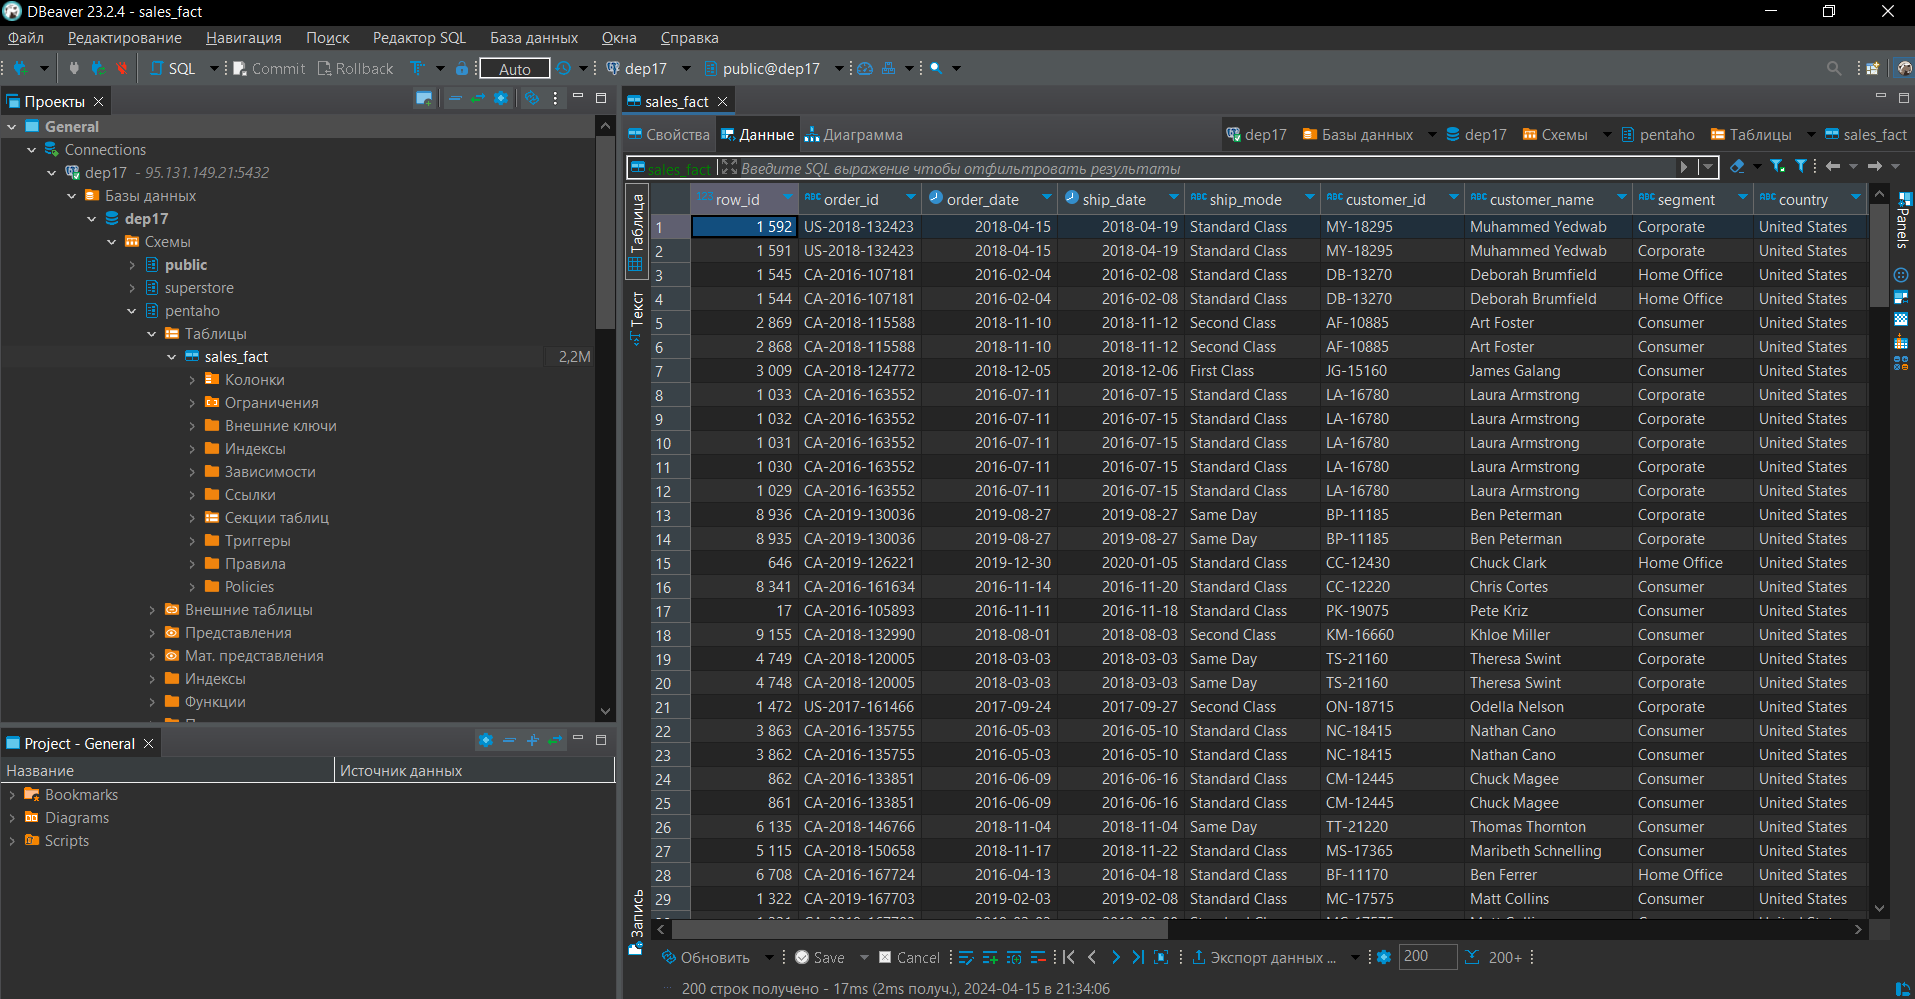 DBeaver 23.2.4 - sales_fact
Файл Редактирование Навигация Поиск Редактор SQL База данных Окна Справка
SQL Commit Rollback Auto dep17 public@dep17
Проекты
General
Connections
dep17 - 95.131.149.21:5432
Базы данных
dep17
Схемы
public
superstore
pentaho
Таблицы
sales_fact 2,2M
Колонки
Ограничения
Внешние ключи
Индексы
Зависимости
Ссылки
Секции таблиц
Триггеры
Правила
Policies
Внешние таблицы
Представления
Мат. представления
Индексы
Функции
Project - General
Название Источник данных
Bookmarks
Diagrams
Scripts
sales_fact
Свойства Данные Диаграмма dep17 Базы данных dep17 Схемы pentaho Таблицы sales_fact
sales_fact Введите SQL выражение чтобы отфильтровать результаты
Таблица
Текст
Запись
Panels
123 row_id ABC order_id order_date ship_date ABC ship_mode ABC customer_id ABC customer_name ABC segment ABC country
1 1 592 US-2018-132423 2018-04-15 2018-04-19 Standard Class MY-18295 Muhammed Yedwab Corporate United States
2 1 591 US-2018-132423 2018-04-15 2018-04-19 Standard Class MY-18295 Muhammed Yedwab Corporate United States
3 1 545 CA-2016-107181 2016-02-04 2016-02-08 Standard Class DB-13270 Deborah Brumfield Home Office United States
4 1 544 CA-2016-107181 2016-02-04 2016-02-08 Standard Class DB-13270 Deborah Brumfield Home Office United States
5 2 869 CA-2018-115588 2018-11-10 2018-11-12 Second Class AF-10885 Art Foster Consumer United States
6 2 868 CA-2018-115588 2018-11-10 2018-11-12 Second Class AF-10885 Art Foster Consumer United States
7 3 009 CA-2018-124772 2018-12-05 2018-12-06 First Class JG-15160 James Galang Consumer United States
8 1 033 CA-2016-163552 2016-07-11 2016-07-15 Standard Class LA-16780 Laura Armstrong Corporate United States
9 1 032 CA-2016-163552 2016-07-11 2016-07-15 Standard Class LA-16780 Laura Armstrong Corporate United States
10 1 031 CA-2016-163552 2016-07-11 2016-07-15 Standard Class LA-16780 Laura Armstrong Corporate United States
11 1 030 CA-2016-163552 2016-07-11 2016-07-15 Standard Class LA-16780 Laura Armstrong Corporate United States
12 1 029 CA-2016-163552 2016-07-11 2016-07-15 Standard Class LA-16780 Laura Armstrong Corporate United States
13 8 936 CA-2019-130036 2019-08-27 2019-08-27 Same Day BP-11185 Ben Peterman Corporate United States
14 8 935 CA-2019-130036 2019-08-27 2019-08-27 Same Day BP-11185 Ben Peterman Corporate United States
15 646 CA-2019-126221 2019-12-30 2020-01-05 Standard Class CC-12430 Chuck Clark Home Office United States
16 8 341 CA-2016-161634 2016-11-14 2016-11-20 Standard Class CC-12220 Chris Cortes Consumer United States
17 17 CA-2016-105893 2016-11-11 2016-11-18 Standard Class PK-19075 Pete Kriz Consumer United States
18 9 155 CA-2018-132990 2018-08-01 2018-08-03 Second Class KM-16660 Khloe Miller Consumer United States
19 4 749 CA-2018-120005 2018-03-03 2018-03-03 Same Day TS-21160 Theresa Swint Corporate United States
20 4 748 CA-2018-120005 2018-03-03 2018-03-03 Same Day TS-21160 Theresa Swint Corporate United States
21 1 472 US-2017-161466 2017-09-24 2017-09-27 Second Class ON-18715 Odella Nelson Corporate United States
22 3 863 CA-2016-135755 2016-05-03 2016-05-10 Standard Class NC-18415 Nathan Cano Consumer United States
23 3 862 CA-2016-135755 2016-05-03 2016-05-10 Standard Class NC-18415 Nathan Cano Consumer United States
24 862 CA-2016-133851 2016-06-09 2016-06-16 Standard Class CM-12445 Chuck Magee Consumer United States
25 861 CA-2016-133851 2016-06-09 2016-06-16 Standard Class CM-12445 Chuck Magee Consumer United States
26 6 135 CA-2018-146766 2018-11-04 2018-11-04 Same Day TT-21220 Thomas Thornton Consumer United States
27 5 115 CA-2018-150658 2018-11-17 2018-11-22 Standard Class MS-17365 Maribeth Schnelling Consumer United States
28 6 708 CA-2016-167724 2016-04-13 2016-04-18 Standard Class BF-11170 Ben Ferrer Home Office United States
29 1 322 CA-2019-167703 2019-02-03 2019-02-08 Standard Class MC-17575 Matt Collins Consumer United States
Обновить Save Cancel Экспорт данных ... 200 200+
200 строк получено - 17ms (2ms получ.), 2024-04-15 в 21:34:06